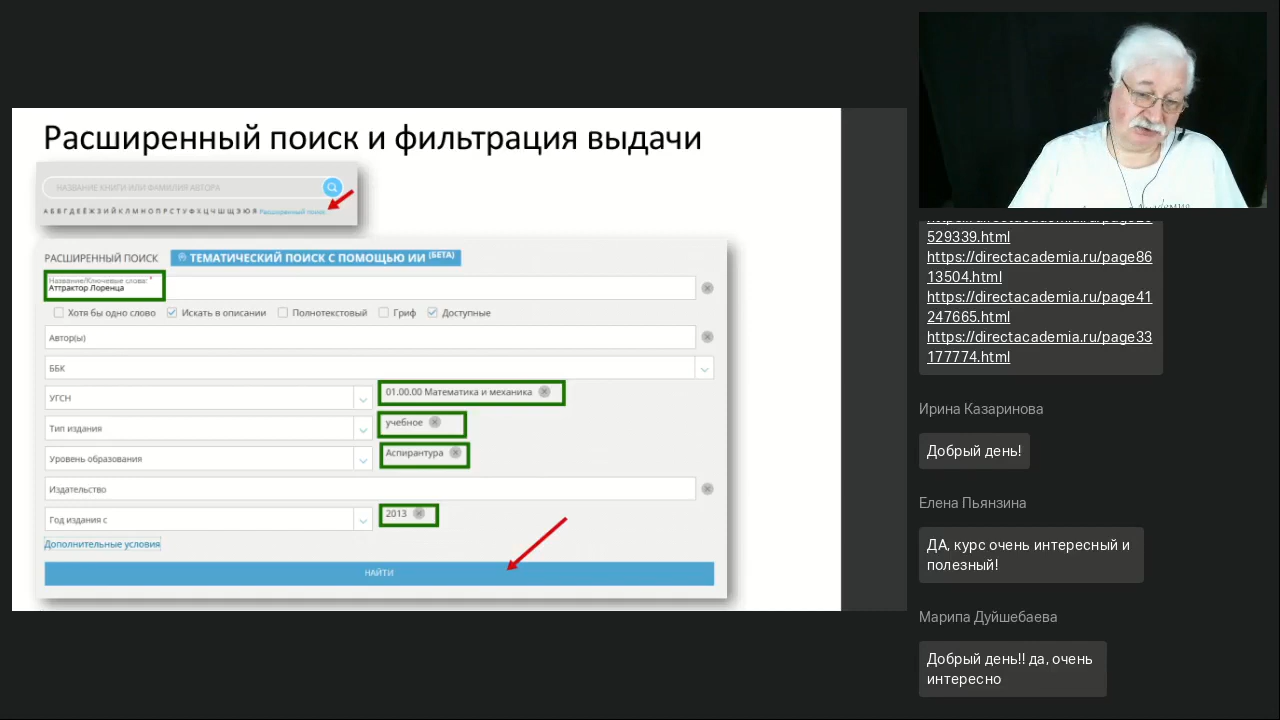 Расширенный поиск и фильтрация выдачи
НАЗВАНИЕ КНИГИ ИЛИ ФАМИЛИЯ АВТОРА
А Б В Г Д Е Ё Ж З И Й К Л М Н О П Р С Т У Ф Х Ц Ч Ш Щ Э Ю Я Расширенный поиск
РАСШИРЕННЫЙ ПОИСК
ТЕМАТИЧЕСКИЙ ПОИСК С ПОМОЩЬЮ ИИ (БЕТА)
Название/Ключевые слова: *
Аттрактор Лоренца
Хотя бы одно слово Искать в описании Полнотекстовый Гриф Доступные
Автор(ы)
ББК
УГСН
01.00.00 Математика и механика
Тип издания
учебное
Уровень образования
Аспирантура
Издательство
Год издания с
2013
Дополнительные условия
НАЙТИ
529339.html
https://directacademia.ru/page86
13504.html
https://directacademia.ru/page41
247665.html
https://directacademia.ru/page33
177774.html
Ирина Казаринова
Добрый день!
Елена Пьянзина
ДА, курс очень интересный и
полезный!
Марипа Дуйшебаева
Добрый день!! да, очень
интересно